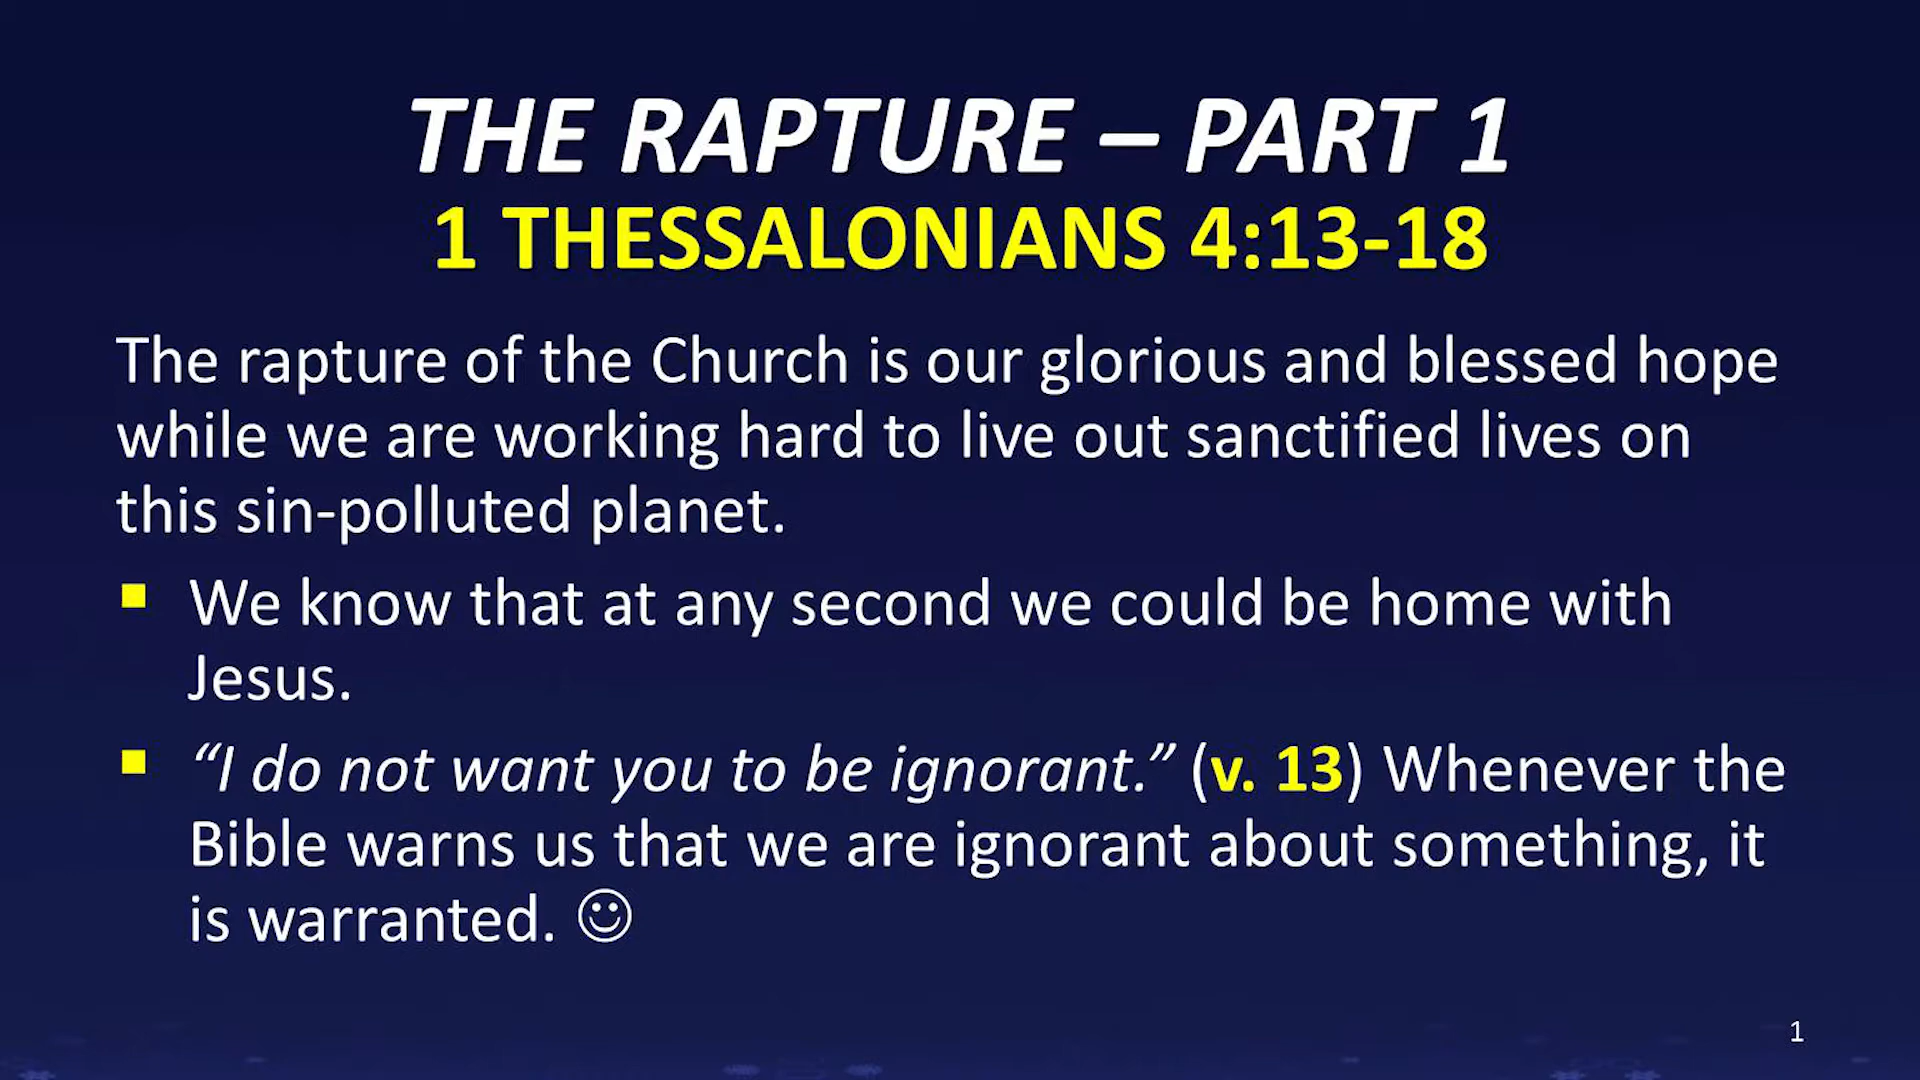 THE RAPTURE – PART 1
1 THESSALONIANS 4:13-18
The rapture of the Church is our glorious and blessed hope
while we are working hard to live out sanctified lives on
this sin-polluted planet.
▪ We know that at any second we could be home with
Jesus.
▪ “I do not want you to be ignorant.” (v. 13) Whenever the
Bible warns us that we are ignorant about something, it
is warranted. ☺
1